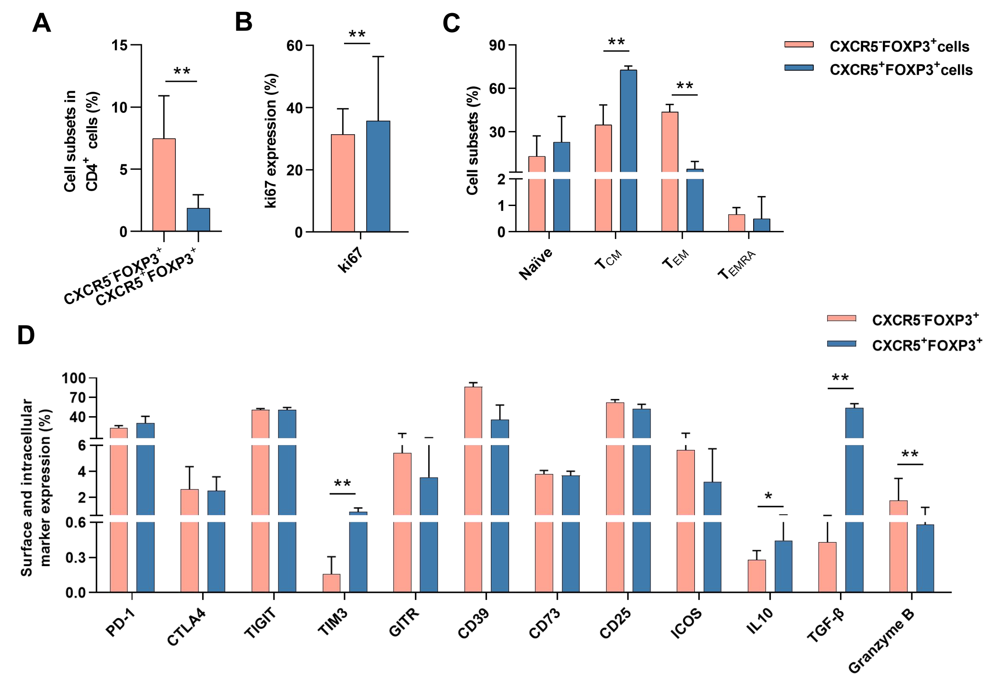 A
B
C
**
**
**
**
15
10
5
0
Cell subsets in
CD4⁺ cells (%)
CXCR5⁻FOXP3⁺
CXCR5⁺FOXP3⁺
60
40
20
0
ki67 expression (%)
ki67
90
60
30
2
1
0
Cell subsets (%)
Naïve
TCM
TEM
TEMRA
CXCR5⁻FOXP3⁺cells
CXCR5⁺FOXP3⁺cells
D
CXCR5⁻FOXP3⁺
CXCR5⁺FOXP3⁺
100
70
40
6
4
2
0.6
0.3
0.0
Surface and intracellular
marker expression (%)
**
*
**
**
PD-1
CTLA4
TIGIT
TIM3
GITR
CD39
CD73
CD25
ICOS
IL10
TGF-β
Granzyme B